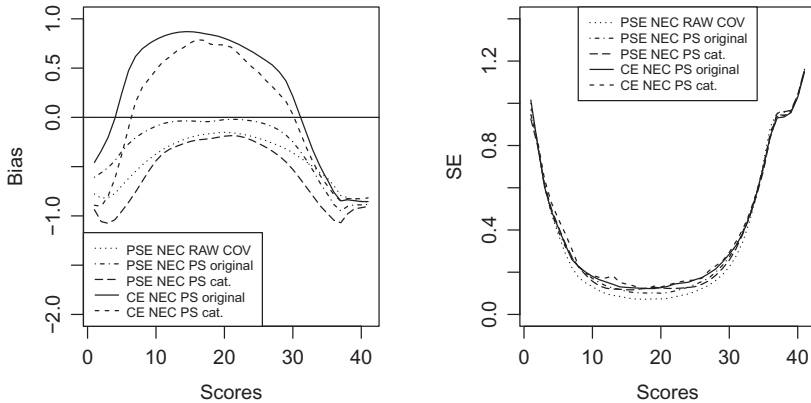 1.0
0.5
0.0
−1.0
−2.0
Bias
PSE NEC RAW COV
PSE NEC PS original
PSE NEC PS cat.
CE NEC PS original
CE NEC PS cat.
0 10 20 30 40
Scores
1.2
0.8
0.4
0.0
SE
PSE NEC RAW COV
PSE NEC PS original
PSE NEC PS cat.
CE NEC PS original
CE NEC PS cat.
0 10 20 30 40
Scores